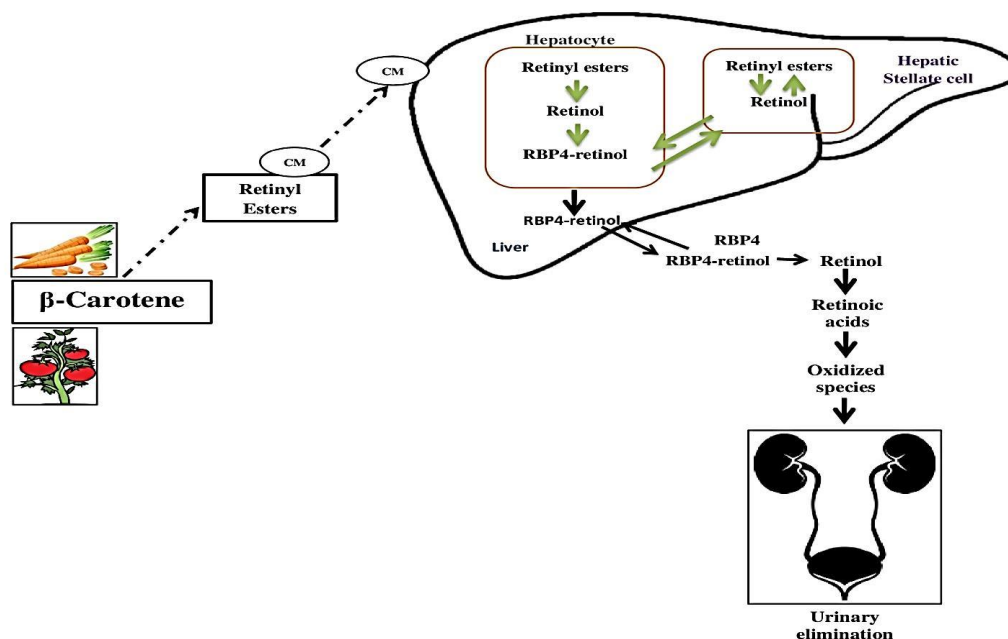 CM
Hepatocyte
Retinyl esters
Retinol
RBP4-retinol
Retinyl esters
Retinol
Hepatic
Stellate cell
CM
Retinyl
Esters
β-Carotene
RBP4-retinol
Liver
RBP4
RBP4-retinol
Retinol
Retinoic
acids
Oxidized
species
Urinary
elimination